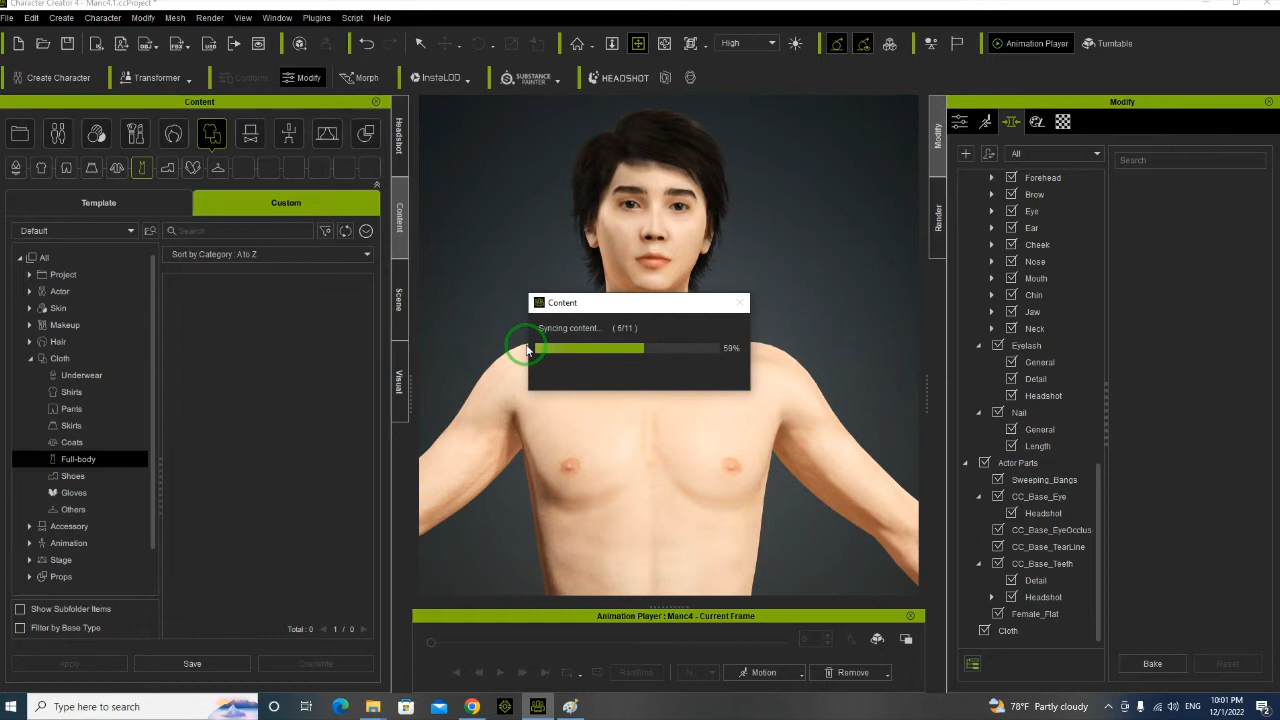 Character Creator 4 - Manc4.1.ccProject *
File Edit Create Character Modify Mesh Render View Window Plugins Script Help
High
Animation Player
Turntable
Create Character
Transformer
Conform
Modify
Morph
InstaLOD
SUBSTANCE PAINTER
HEADSHOT
Content
Headshot
Content
Scene
Visual
Template
Custom
Default
Search
Sort by Category : A to Z
All
Project
Actor
Skin
Makeup
Hair
Cloth
Underwear
Shirts
Pants
Skirts
Coats
Full-body
Shoes
Gloves
Others
Accessory
Animation
Stage
Props
Show Subfolder Items
Filter by Base Type
Total : 0
1 / 0
Apply
Save
Overwrite
Content
Syncing content... ( 5/11 )
59%
Animation Player : Manc4 - Current Frame
0
Realtime
Motion
Remove
Modify
Render
Modify
All
Search
Forehead
Brow
Eye
Ear
Cheek
Nose
Mouth
Chin
Jaw
Neck
Eyelash
General
Detail
Headshot
Nail
General
Length
Actor Parts
Sweeping_Bangs
CC_Base_Eye
Headshot
CC_Base_EyeOcclus
CC_Base_TearLine
CC_Base_Teeth
Detail
Headshot
Female_Flat
Cloth
Bake
Reset
Type here to search
78°F Partly cloudy
ENG
10:01 PM
12/1/2022